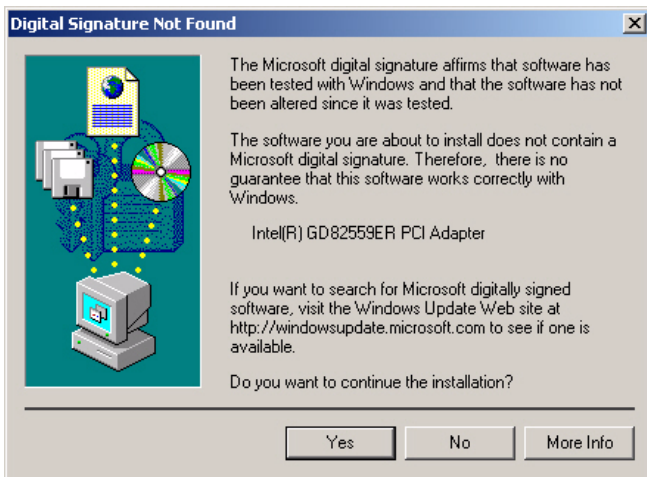 Digital Signature Not Found
The Microsoft digital signature affirms that software has
been tested with Windows and that the software has not
been altered since it was tested.
The software you are about to install does not contain a
Microsoft digital signature. Therefore, there is no
guarantee that this software works correctly with
Windows.
Intel(R) GD82559ER PCI Adapter
If you want to search for Microsoft digitally signed
software, visit the Windows Update Web site at
http://windowsupdate.microsoft.com to see if one is
available.
Do you want to continue the installation?
Yes No More Info